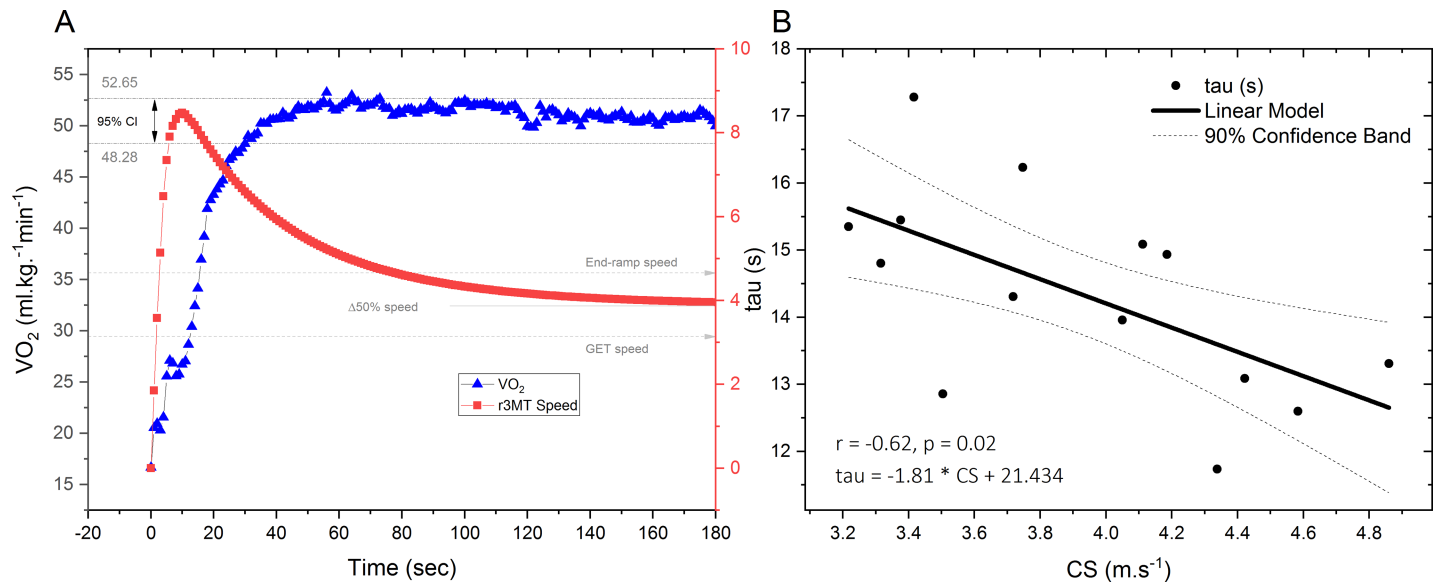 A
VO₂ (ml.kg.⁻¹min⁻¹)
55
50
45
40
35
30
25
20
15
52.65
95% CI
48.28
End-ramp speed
Δ50% speed
GET speed
VO₂
r3MT Speed
10
8
6
4
2
0
-20 0 20 40 60 80 100 120 140 160 180
Time (sec)
B
tau (s)
tau (s)
18
17
16
15
14
13
12
tau (s)
Linear Model
90% Confidence Band
r = -0.62, p = 0.02
tau = -1.81 * CS + 21.434
3.2 3.4 3.6 3.8 4.0 4.2 4.4 4.6 4.8
CS (m.s⁻¹)